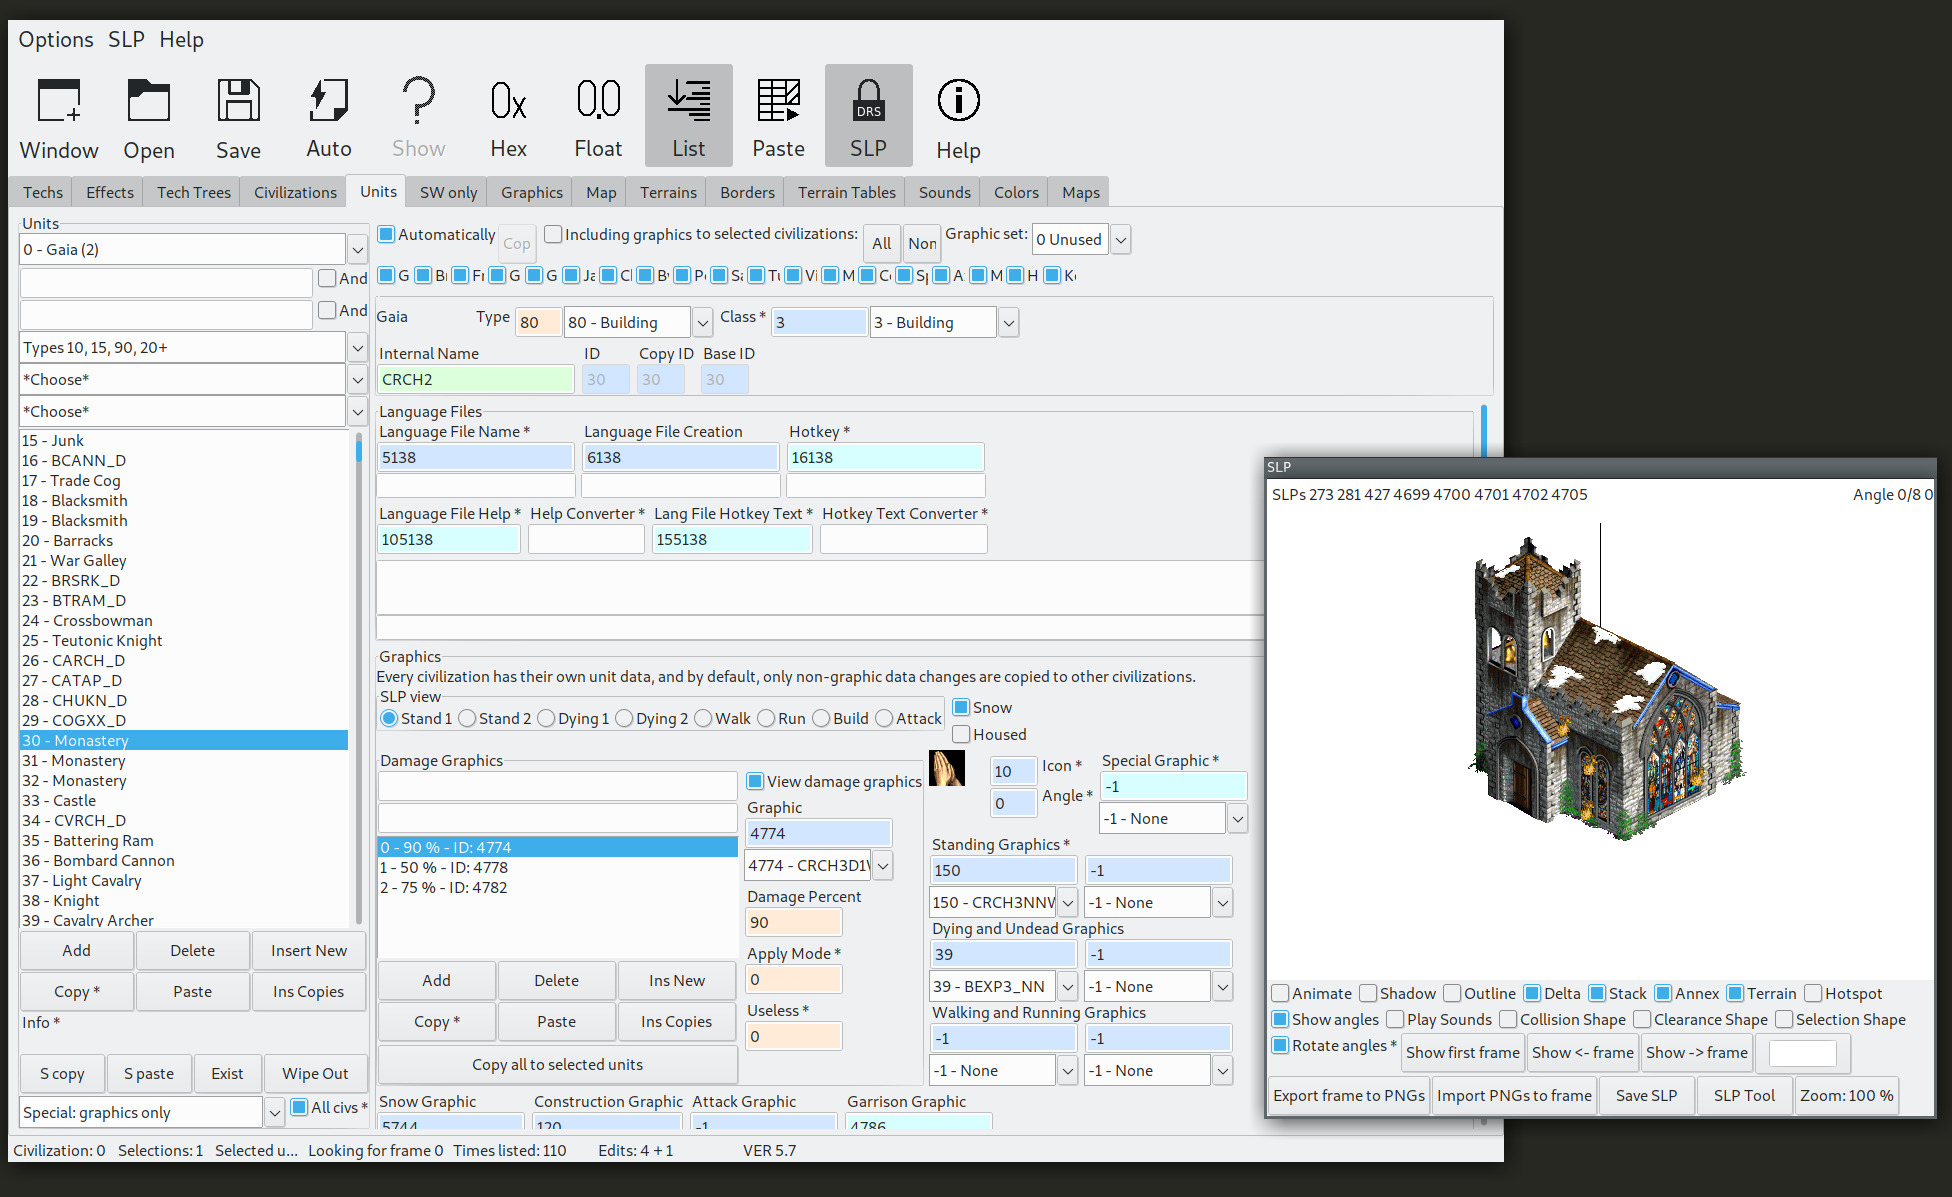 Options SLP Help
Window Open Save Auto Show Hex Float List Paste SLP Help
0x 0.0 DRS
Techs Effects Tech Trees Civilizations Units SW only Graphics Map Terrains Borders Terrain Tables Sounds Colors Maps
Units
0 - Gaia (2)
And
And
Types 10, 15, 90, 20+
*Choose*
*Choose*
15 - Junk
16 - BCANN_D
17 - Trade Cog
18 - Blacksmith
19 - Blacksmith
20 - Barracks
21 - War Galley
22 - BRSRK_D
23 - BTRAM_D
24 - Crossbowman
25 - Teutonic Knight
26 - CARCH_D
27 - CATAP_D
28 - CHUKN_D
29 - COGXX_D
30 - Monastery
31 - Monastery
32 - Monastery
33 - Castle
34 - CVRCH_D
35 - Battering Ram
36 - Bombard Cannon
37 - Light Cavalry
38 - Knight
39 - Cavalry Archer
Add Delete Insert New
Copy * Paste Ins Copies
Info *
S copy S paste Exist Wipe Out
Special: graphics only All civs *
Automatically Cop Including graphics to selected civilizations: All Non Graphic set: 0 Unused
G Fr G G Ja Sa Tu Vi M A M H
Gaia Type 80 80 - Building Class * 3 3 - Building
Internal Name ID Copy ID Base ID
CRCH2 30 30 30
Language Files
Language File Name * Language File Creation Hotkey *
5138 6138 16138
Language File Help * Help Converter * Lang File Hotkey Text * Hotkey Text Converter *
105138 155138
Graphics
Every civilization has their own unit data, and by default, only non-graphic data changes are copied to other civilizations.
SLP view
Stand 1 Stand 2 Dying 1 Dying 2 Walk Run Build Attack
Snow
Housed
Damage Graphics
View damage graphics
0 - 90 % - ID: 4774
1 - 50 % - ID: 4778
2 - 75 % - ID: 4782
Add Delete Ins New
Copy * Paste Ins Copies
Copy all to selected units
Graphic
4774
4774 - CRCH3D1
Damage Percent
90
Apply Mode *
0
Useless *
0
10 Icon *
0 Angle *
Special Graphic *
-1
-1 - None
Standing Graphics *
150 -1
150 - CRCH3NNW -1 - None
Dying and Undead Graphics
39 -1
39 - BEXP3_NN -1 - None
Walking and Running Graphics
-1 -1
-1 - None -1 - None
Snow Graphic Construction Graphic Attack Graphic Garrison Graphic
5744 120 -1 4786
Civilization: 0 Selections: 1 Selected u... Looking for frame 0 Times listed: 110 Edits: 4 + 1 VER 5.7
SLP
SLPs 273 281 427 4699 4700 4701 4702 4705 Angle 0/8 0
Animate Shadow Outline Delta Stack Annex Terrain Hotspot
Show angles Play Sounds Collision Shape Clearance Shape Selection Shape
Rotate angles * Show first frame Show <- frame Show -> frame
Export frame to PNGs Import PNGs to frame Save SLP SLP Tool Zoom: 100 %